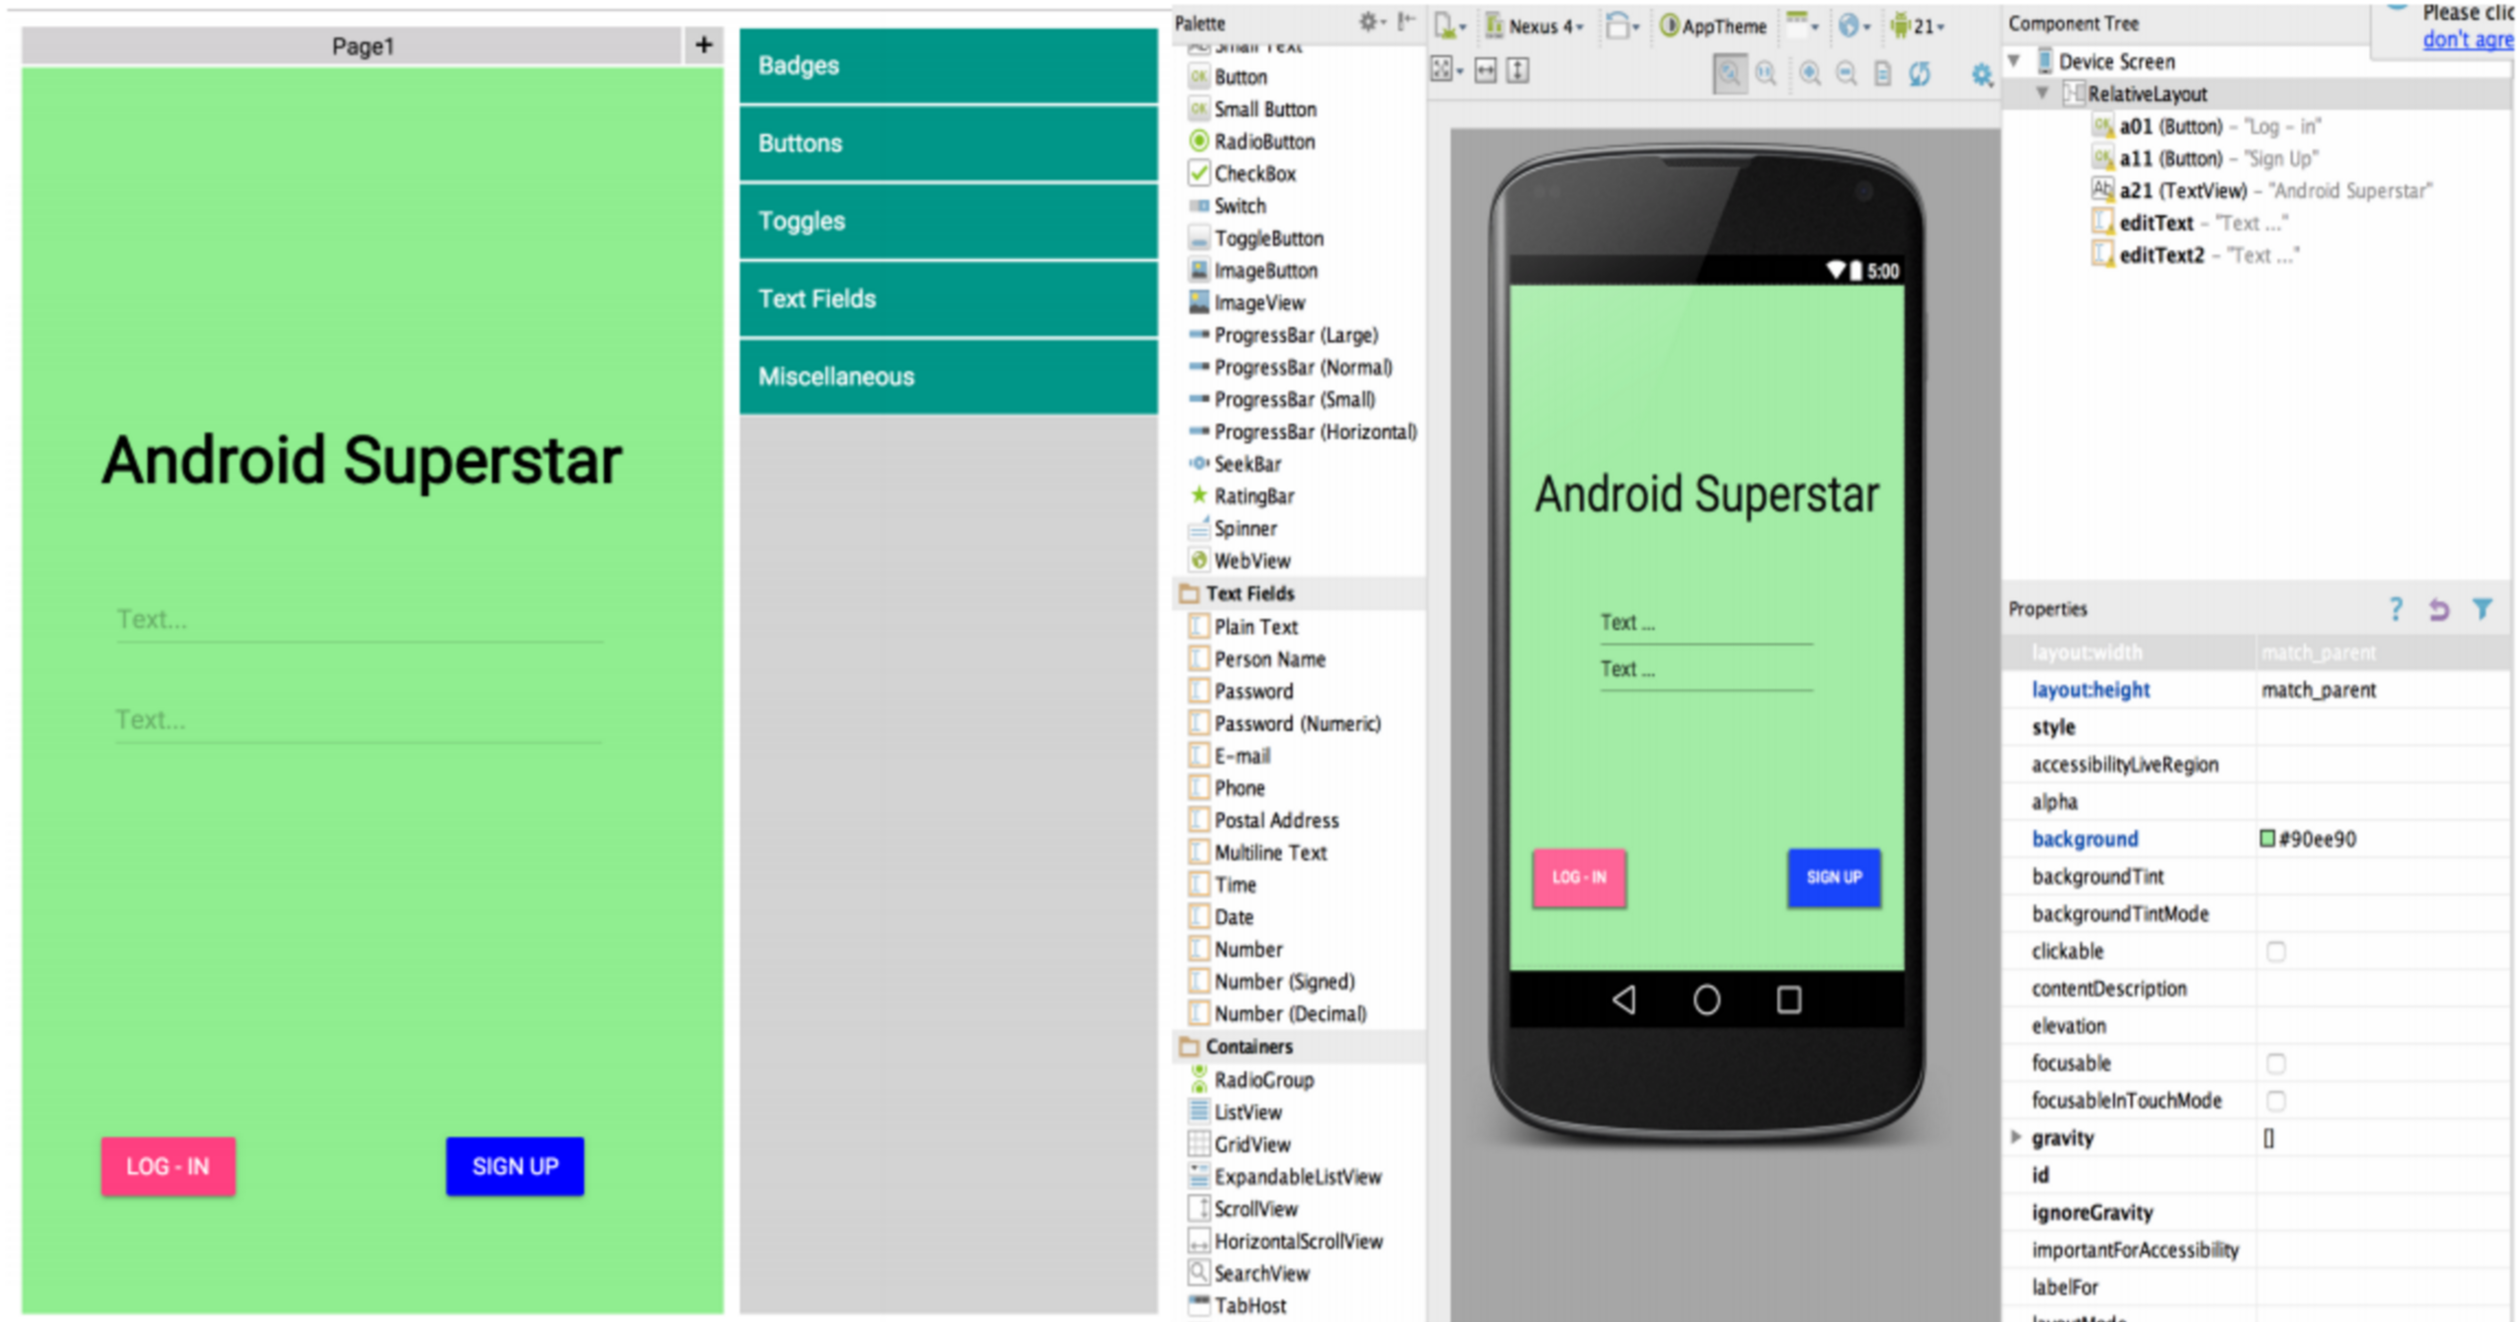 Page1 +
Android Superstar
Text...
Text...
LOG - IN
SIGN UP
Badges
Buttons
Toggles
Text Fields
Miscellaneous
Palette
Small Text
Button
Small Button
RadioButton
CheckBox
Switch
ToggleButton
ImageButton
ImageView
ProgressBar (Large)
ProgressBar (Normal)
ProgressBar (Small)
ProgressBar (Horizontal)
SeekBar
RatingBar
Spinner
WebView
Text Fields
Plain Text
Person Name
Password
Password (Numeric)
E-mail
Phone
Postal Address
Multiline Text
Time
Date
Number
Number (Signed)
Number (Decimal)
Containers
RadioGroup
ListView
GridView
ExpandableListView
ScrollView
HorizontalScrollView
SearchView
TabHost
Nexus 4
AppTheme
21
5:00
Android Superstar
Text ...
Text ...
LOG - IN
SIGN UP
Component Tree
Please clic
don't agre
Device Screen
RelativeLayout
OK a01 (Button) - "Log - in"
OK a11 (Button) - "Sign Up"
Ab a21 (TextView) - "Android Superstar"
editText - "Text ..."
editText2 - "Text ..."
Properties ?
layout:width match_parent
layout:height match_parent
style
accessibilityLiveRegion
alpha
background #90ee90
backgroundTint
backgroundTintMode
clickable
contentDescription
elevation
focusable
focusableInTouchMode
gravity []
id
ignoreGravity
importantForAccessibility
labelFor